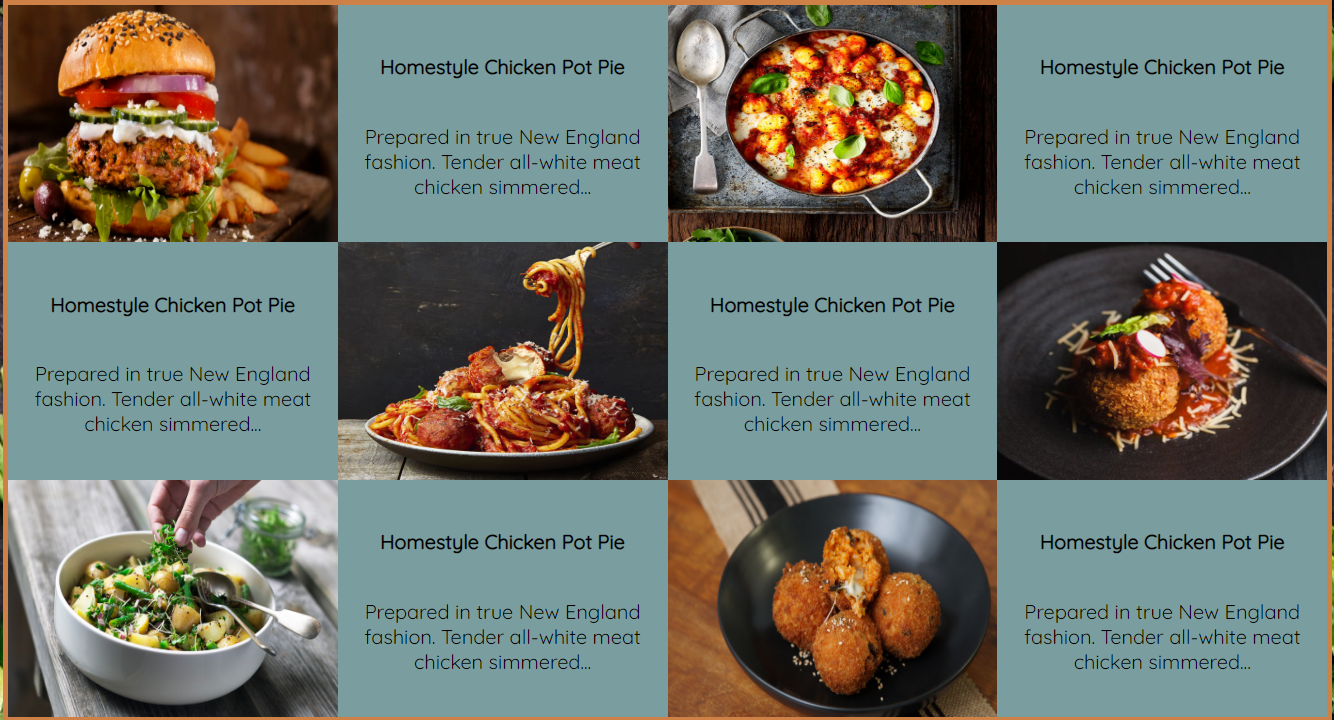 Homestyle Chicken Pot Pie
Prepared in true New England
fashion. Tender all-white meat
chicken simmered...
Homestyle Chicken Pot Pie
Prepared in true New England
fashion. Tender all-white meat
chicken simmered...
Homestyle Chicken Pot Pie
Prepared in true New England
fashion. Tender all-white meat
chicken simmered...
Homestyle Chicken Pot Pie
Prepared in true New England
fashion. Tender all-white meat
chicken simmered...
Homestyle Chicken Pot Pie
Prepared in true New England
fashion. Tender all-white meat
chicken simmered...
Homestyle Chicken Pot Pie
Prepared in true New England
fashion. Tender all-white meat
chicken simmered...